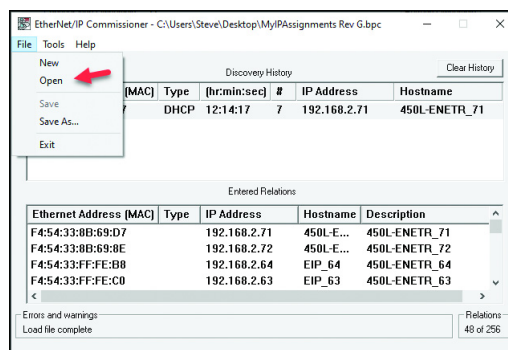 EtherNet/IP Commissioner - C:\Users\Steve\Desktop\MyIPAssignments Rev G.bpc
File Tools Help
New
Open
Save
Save As...
Exit
Discovery History
Clear History
(MAC) Type (hr:min:sec) # IP Address Hostname
DHCP 12:14:17 7 192.168.2.71 450L-ENETR_71
Entered Relations
Ethernet Address (MAC) Type IP Address Hostname Description
F4:54:33:8B:69:D7 192.168.2.71 450L-E... 450L-ENETR_71
F4:54:33:8B:69:8E 192.168.2.72 450L-E... 450L-ENETR_72
F4:54:33:FF:FE:B8 192.168.2.64 EIP_64 450L-ENETR_64
F4:54:33:FF:FE:C0 192.168.2.63 EIP_63 450L-ENETR_63
Errors and warnings
Load file complete
Relations
48 of 256